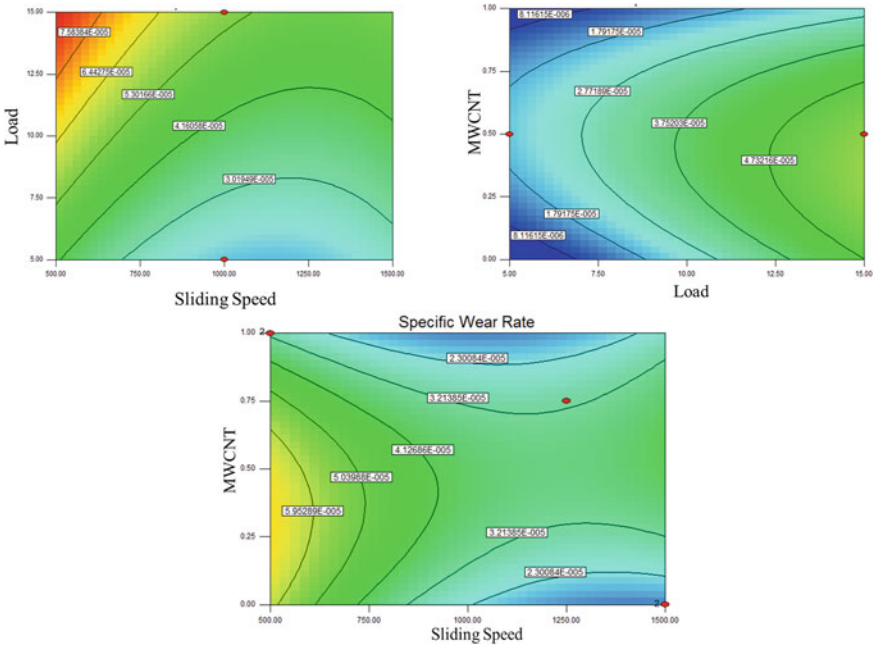 15.00
7.58384E-005
6.44275E-005
12.50
5.30166E-005
Load
10.00
4.16058E-005
7.50
3.01949E-005
5.00
500.00
750.00
1000.00
1250.00
1500.00
Sliding Speed
1.00
8.11615E-006
1.79175E-005
0.75
2.77189E-005
MWCNT
3.75203E-005
0.50
4.73216E-005
0.25
1.79175E-005
8.11615E-006
0.00
5.00
7.50
10.00
12.50
15.00
Load
Specific Wear Rate
1.00
2
2.30084E-005
0.75
3.21385E-005
MWCNT
4.12686E-005
0.50
5.03988E-005
5.95289E-005
0.25
3.21385E-005
2.30084E-005
0.00
2
500.00
750.00
1000.00
1250.00
1500.00
Sliding Speed